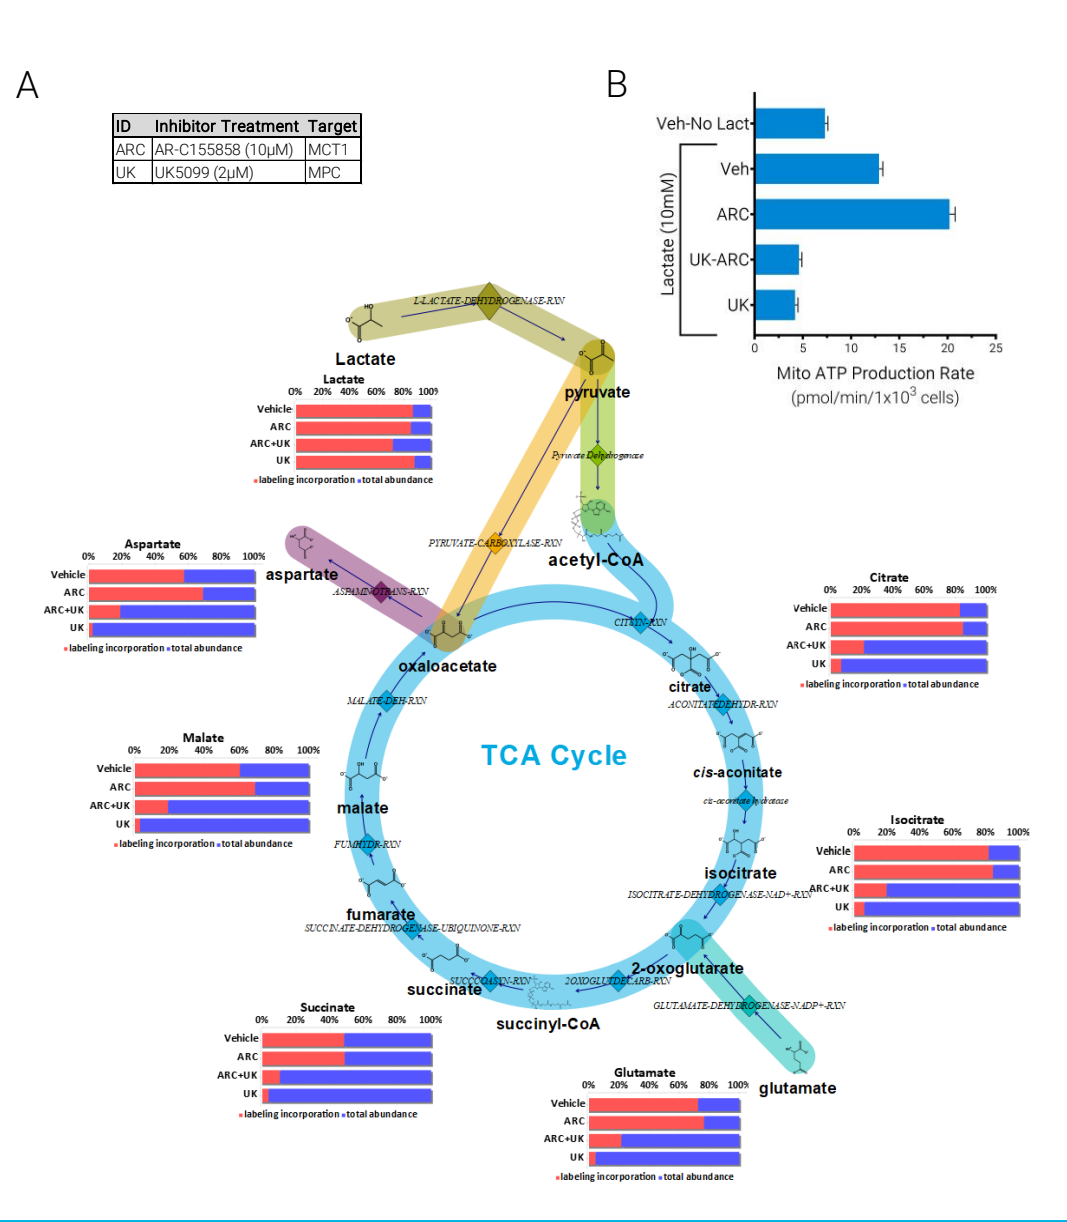 A
B
ID Inhibitor Treatment Target
ARC AR-C155858 (10µM) MCT1
UK UK5099 (2µM) MPC
Veh-No Lact
Veh
ARC
UK-ARC
UK
Lactate (10mM)
0 5 10 15 20 25
Mito ATP Production Rate
(pmol/min/1x10³ cells)
L-LACTATE-DEHYDROGENASE-RXN
Lactate
pyruvate
Lactate
0% 20% 40% 60% 80% 100%
Vehicle
ARC
ARC+UK
UK
labeling incorporation total abundance
Pyruvate Dehydrogenase
PYRUVATE-CARBOXYLASE-RXN
acetyl-CoA
Aspartate
0% 20% 40% 60% 80% 100%
Vehicle
ARC
ARC+UK
UK
labeling incorporation total abundance
aspartate
ASPAMINOTRANS-RXN
oxaloacetate
CITSYN-RXN
Citrate
0% 20% 40% 60% 80% 100%
Vehicle
ARC
ARC+UK
UK
labeling incorporation total abundance
citrate
MALATE-DEH-RXN
ACONITATEDEHYDR-RXN
TCA Cycle
cis-aconitate
Malate
0% 20% 40% 60% 80% 100%
Vehicle
ARC
ARC+UK
UK
labeling incorporation total abundance
malate
cis-aconitate hydratase
FUMHYDR-RXN
isocitrate
Isocitrate
0% 20% 40% 60% 80% 100%
Vehicle
ARC
ARC+UK
UK
labeling incorporation total abundance
ISOCITRATE-DEHYDROGENASE-NAD+-RXN
fumarate
SUCCINATE-DEHYDROGENASE-UBIQUINONE-RXN
2-oxoglutarate
succinate
SUCCCOASYN-RXN
2OXOGLUTDECARB-RXN
succinyl-CoA
GLUTAMATE-DEHYDROGENASE-NADP+-RXN
glutamate
Succinate
0% 20% 40% 60% 80% 100%
Vehicle
ARC
ARC+UK
UK
labeling incorporation total abundance
Glutamate
0% 20% 40% 60% 80% 100%
Vehicle
ARC
ARC+UK
UK
labeling incorporation total abundance